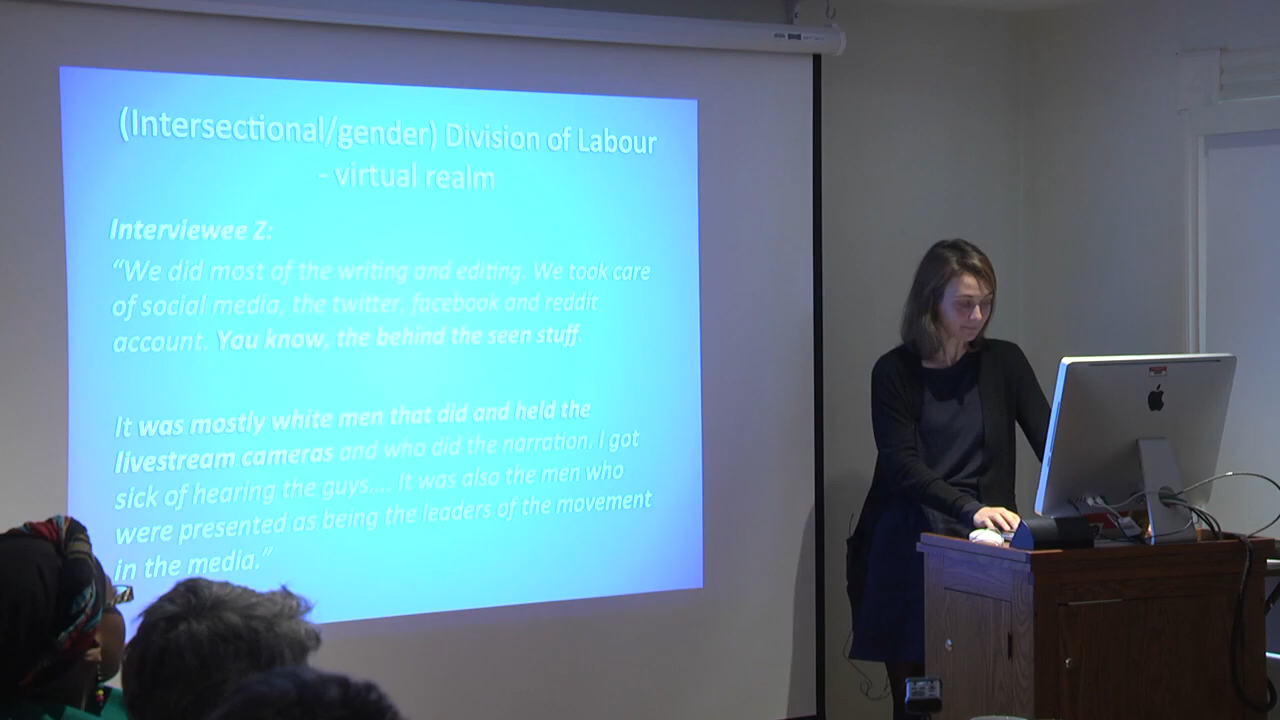 (Intersectional/gender) Division of Labour
- virtual realm
Interviewee Z:
“We did most of the writing and editing. We took care
of social media, the twitter, facebook and reddit
account. You know, the behind the seen stuff.
It was mostly white men that did and held the
livestream cameras and who did the narration. I got
sick of hearing the guys…. It was also the men who
were presented as being the leaders of the movement
in the media.”